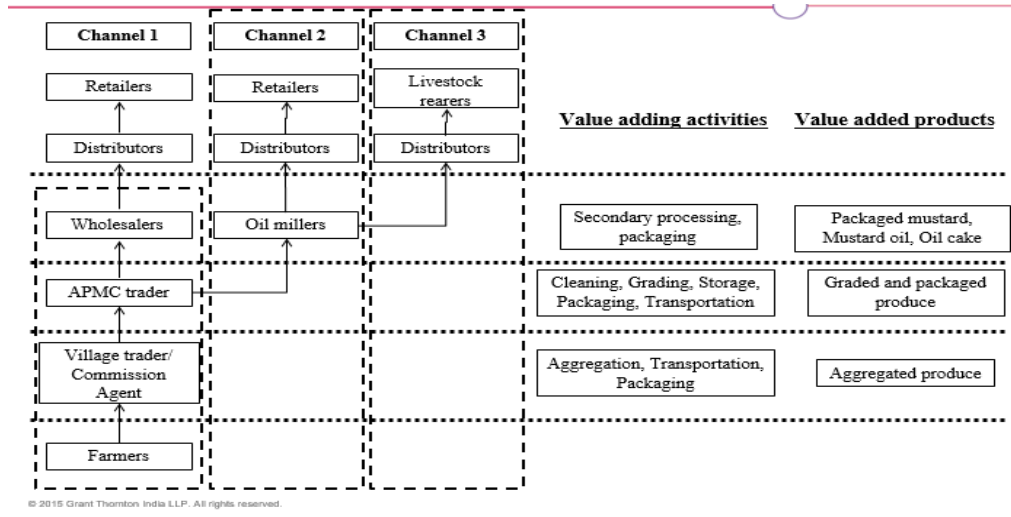 Channel 1
Channel 2
Channel 3
Retailers
Retailers
Livestock
rearers
Value adding activities
Value added products
Distributors
Distributors
Distributors
Wholesalers
Oil millers
Secondary processing,
packaging
Packaged mustard,
Mustard oil, Oil cake
APMC trader
Cleaning, Grading, Storage,
Packaging, Transportation
Graded and packaged
produce
Village trader/
Commission
Agent
Aggregation, Transportation,
Packaging
Aggregated produce
Farmers
© 2015 Grant Thornton India LLP. All rights reserved.